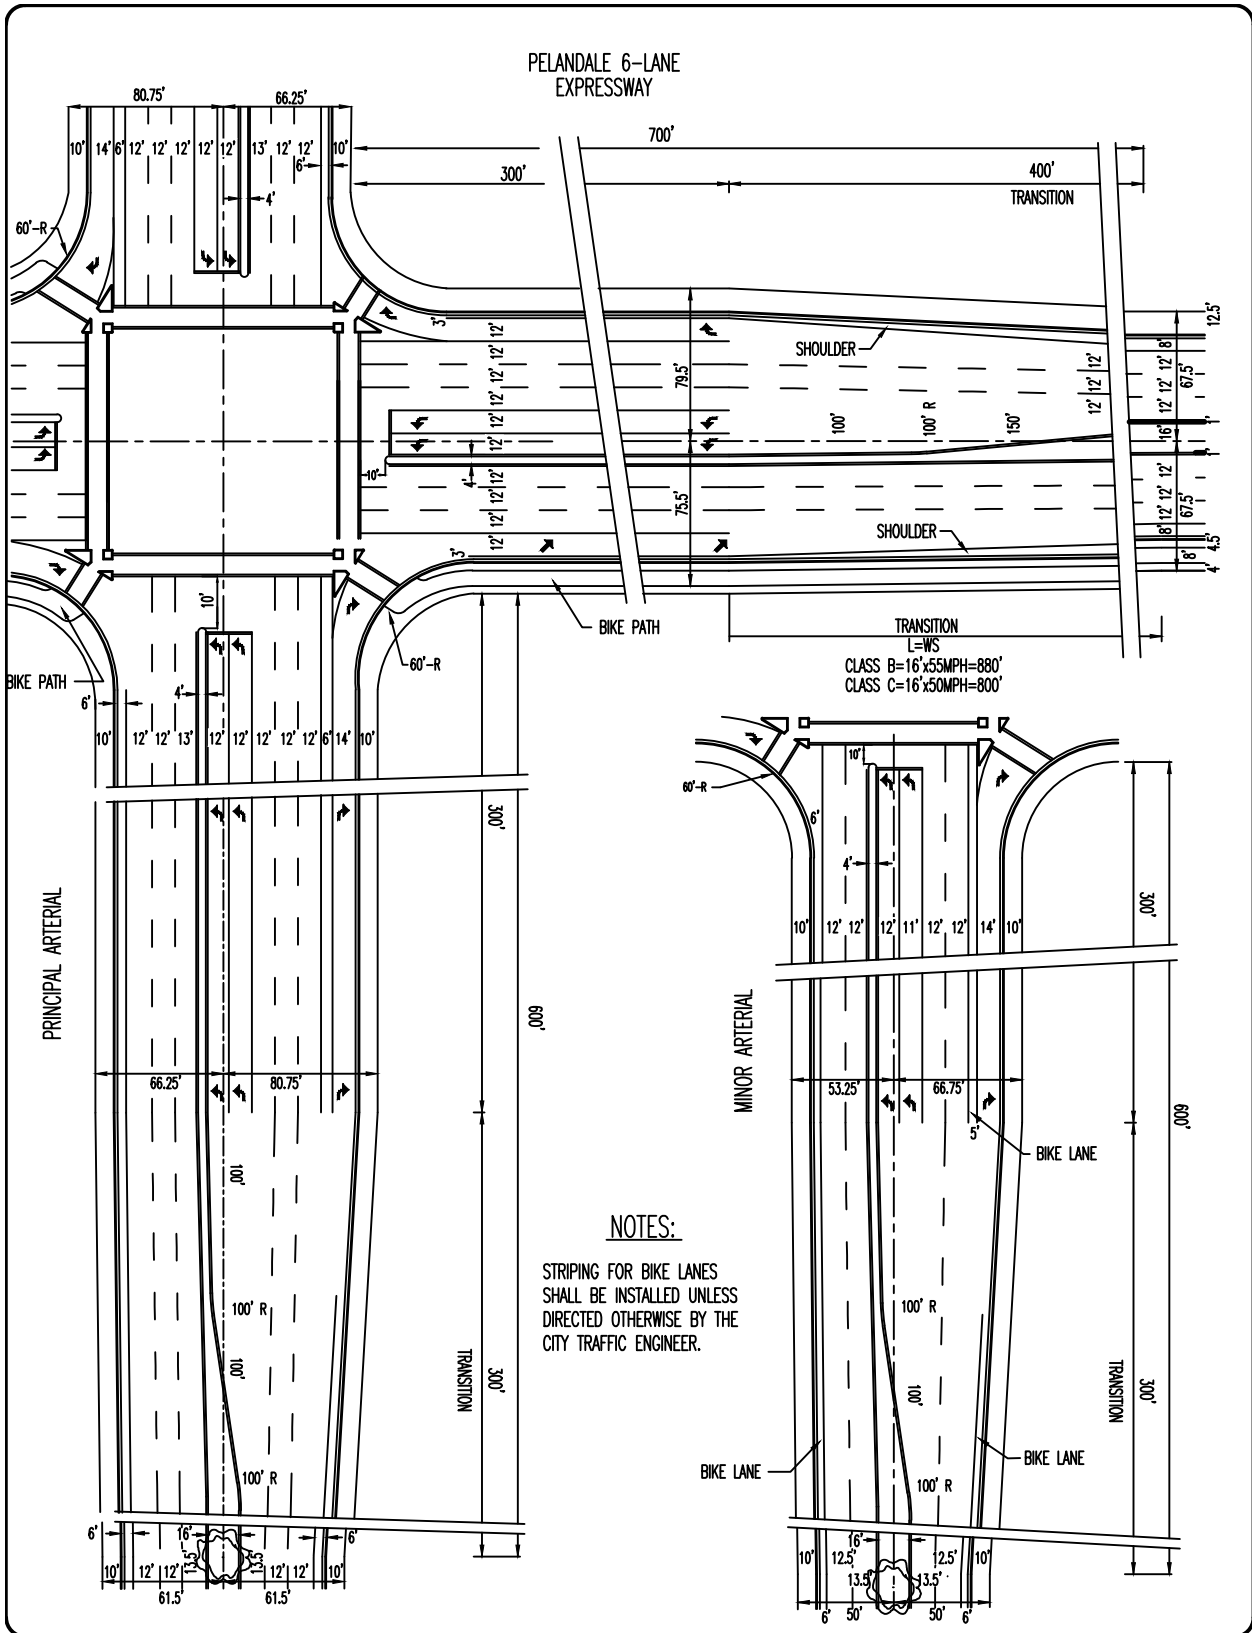 PELANDALE 6-LANE
EXPRESSWAY
80.75' 66.25'
700'
10' 14' 6' 12' 12' 12' 12' 12' 13' 12' 12' 10'
6'
300' 400'
TRANSITION
4'
60'-R
3' 12' 12' 12' 12' 12' 12' 12' 12' 12' 12'
79.5'
75.5'
SHOULDER
12' 12' 12'
100' 100' R 150'
12.5'
8' 12' 12' 12' 67.5'
1'
16'
12' 12' 12' 8' 67.5'
4.5'
8'
4'
10'
4'
SHOULDER
3'
10'
BIKE PATH
60'-R
BIKE PATH
TRANSITION
L=WS
CLASS B=16'x55MPH=880'
CLASS C=16'x50MPH=800'
4'
6'
10' 12' 12' 13' 12' 12' 12' 12' 12' 6' 14' 10'
300'
600'
PRINCIPAL ARTERIAL
66.25' 80.75'
100'
100' R
100'
100' R
TRANSITION
300'
6' 16' 6'
10' 12' 12' 13.5' 13.5' 12' 12' 10'
61.5' 61.5'
NOTES:
STRIPING FOR BIKE LANES
SHALL BE INSTALLED UNLESS
DIRECTED OTHERWISE BY THE
CITY TRAFFIC ENGINEER.
10'
60'-R
6'
4'
10' 12' 12' 12' 11' 12' 12' 14' 10'
300'
600'
MINOR ARTERIAL
53.25' 66.75'
5'
BIKE LANE
100' R
100'
TRANSITION
300'
BIKE LANE
BIKE LANE
100' R
16'
10' 12.5' 12.5' 10'
13.5' 13.5'
6' 50' 50' 6'